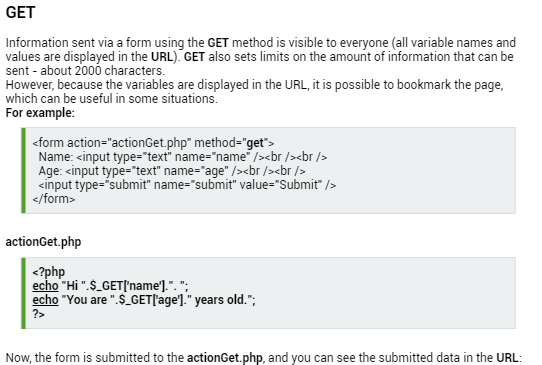 GET
Information sent via a form using the GET method is visible to everyone (all variable names and
values are displayed in the URL). GET also sets limits on the amount of information that can be
sent - about 2000 characters.
However, because the variables are displayed in the URL, it is possible to bookmark the page,
which can be useful in some situations.
For example:
<form action="actionGet.php" method="get">
Name: <input type="text" name="name" /><br /><br />
Age: <input type="text" name="age" /><br /><br />
<input type="submit" name="submit" value="Submit" />
</form>
actionGet.php
<?php
echo "Hi ".$_GET['name'].". ";
echo "You are ".$_GET['age']." years old.";
?>
Now, the form is submitted to the actionGet.php, and you can see the submitted data in the URL: